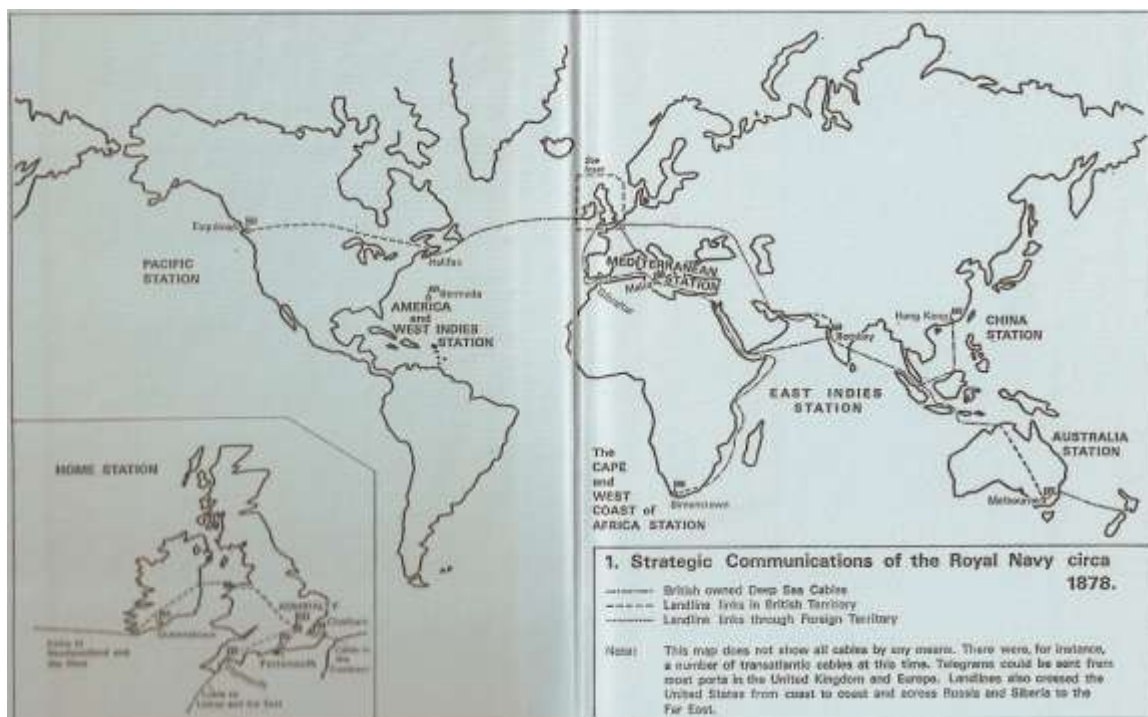 Esquimalt
PACIFIC
STATION
Halifax
Bermuda
AMERICA
and
WEST INDIES
STATION
See
Inset
MEDITERRANEAN
STATION
Malta
Gibraltar
Bombay
Hong Kong
CHINA
STATION
EAST INDIES
STATION
AUSTRALIA
STATION
Melbourne
The
CAPE
and
WEST
COAST of
AFRICA STATION
Simonstown
HOME STATION
Queenstown
ADMIRALTY
Chatham
Portsmouth
1. Strategic Communications of the Royal Navy circa
1878.
British owned Deep Sea Cables
Landline links in British Territory
Landline links through Foreign Territory
Note: This map does not show all cables by any means. There were, for instance,
a number of transatlantic cables at this time. Telegrams could be sent from
most ports in the United Kingdom and Europe. Landlines also crossed the
United States from coast to coast and across Russia and Siberia to the
Far East.